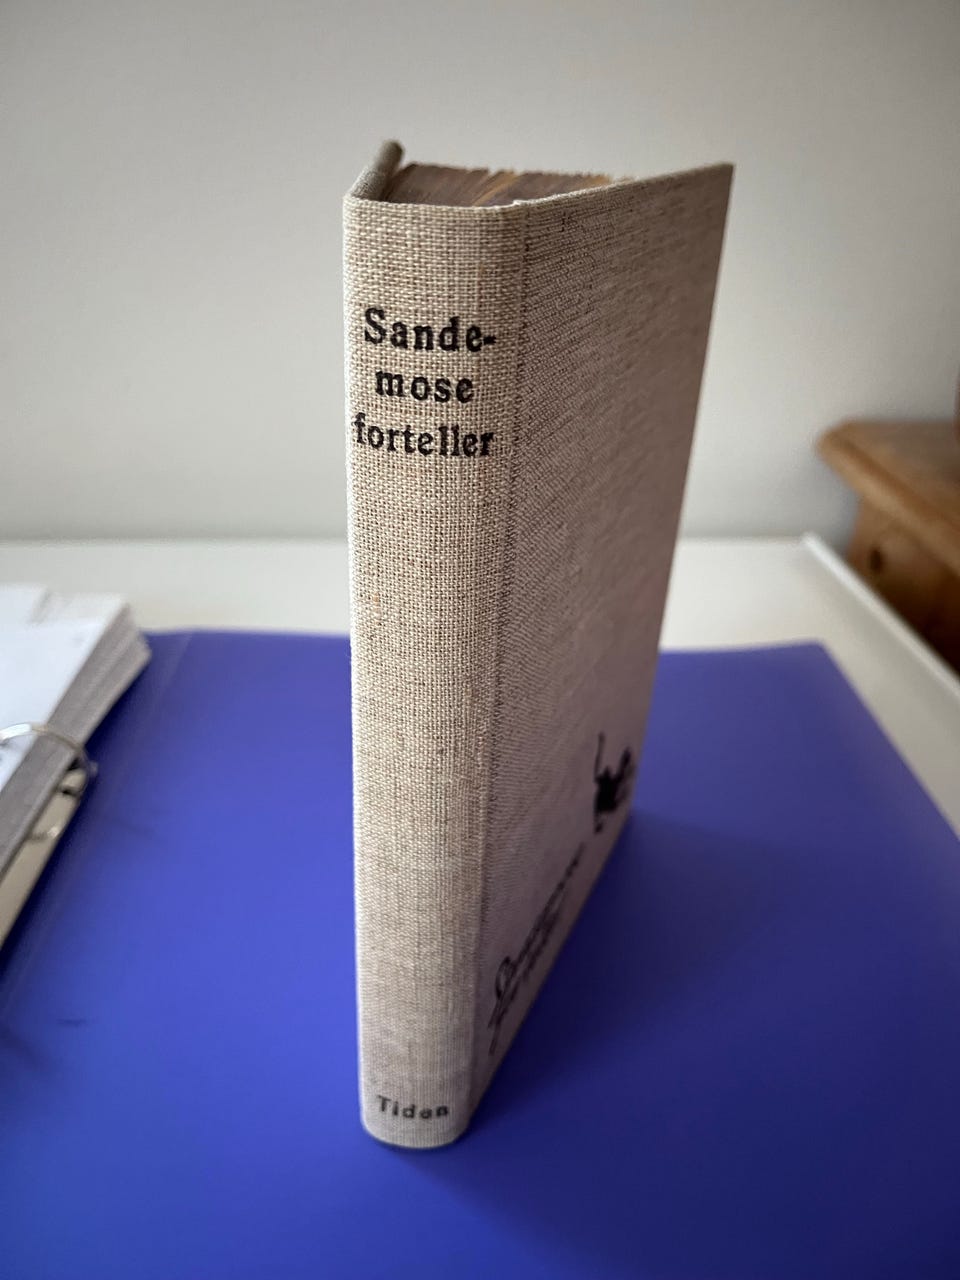 Sande-
mose
forteller
Tiden